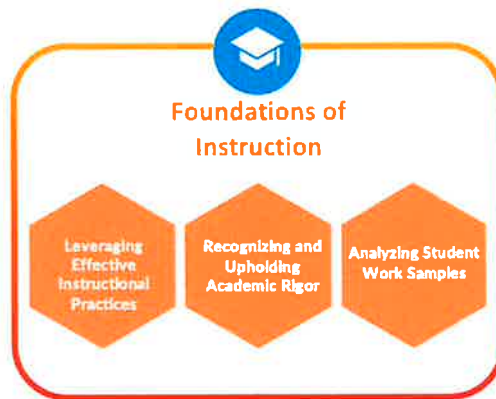 Foundations of
Instruction
Leveraging
Effective
Instructional
Practices
Recognizing and
Upholding
Academic Rigor
Analyzing Student
Work Samples